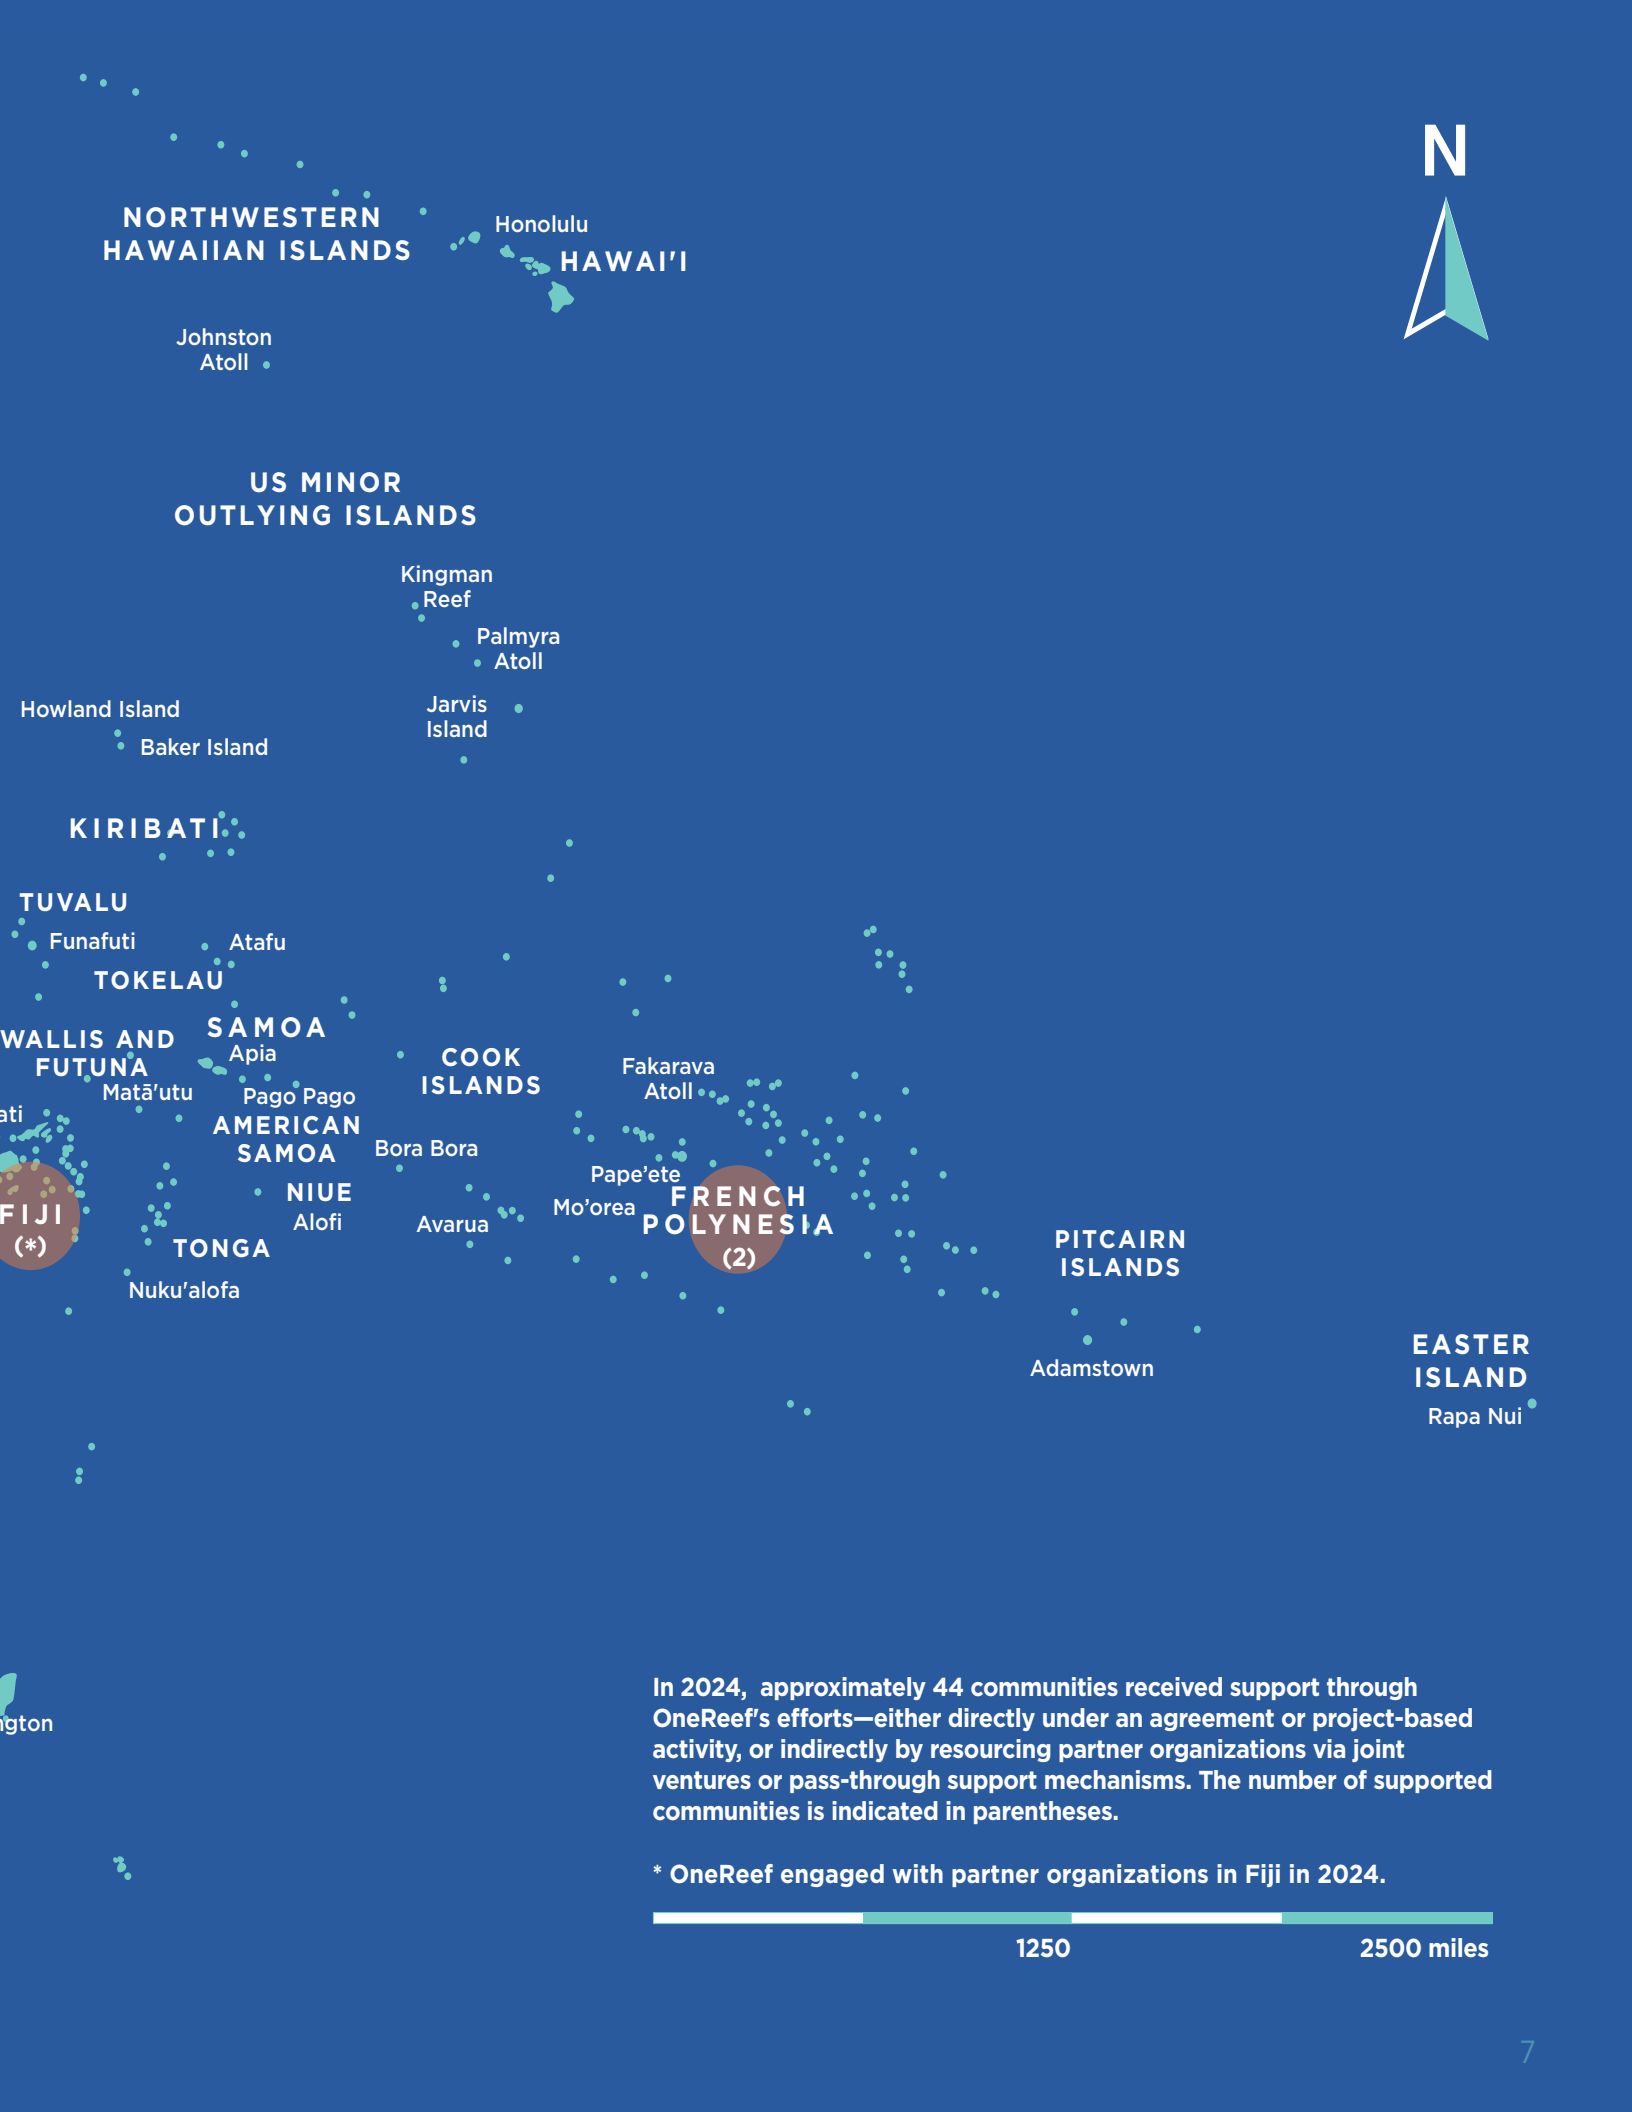 N
NORTHWESTERN
HAWAIIAN ISLANDS
Honolulu
HAWAI'I
Johnston
Atoll
US MINOR
OUTLYING ISLANDS
Kingman
Reef
Palmyra
Atoll
Jarvis
Island
Howland Island
Baker Island
KIRIBATI
TUVALU
Funafuti
Atafu
TOKELAU
WALLIS AND
FUTUNA
Matā'utu
SAMOA
Apia
Pago Pago
AMERICAN
SAMOA
COOK
ISLANDS
Fakarava
Atoll
ati
Bora Bora
Pape’ete
Mo’orea
FRENCH
POLYNESIA
(2)
NIUE
Alofi
Avarua
FIJI
(*)
TONGA
Nuku'alofa
PITCAIRN
ISLANDS
Adamstown
EASTER
ISLAND
Rapa Nui
ngton
In 2024,  approximately 44 communities received support through
OneReef's efforts—either directly under an agreement or project-based
activity, or indirectly by resourcing partner organizations via joint
ventures or pass-through support mechanisms. The number of supported
communities is indicated in parentheses.
* OneReef engaged with partner organizations in Fiji in 2024.
1250
2500 miles
7